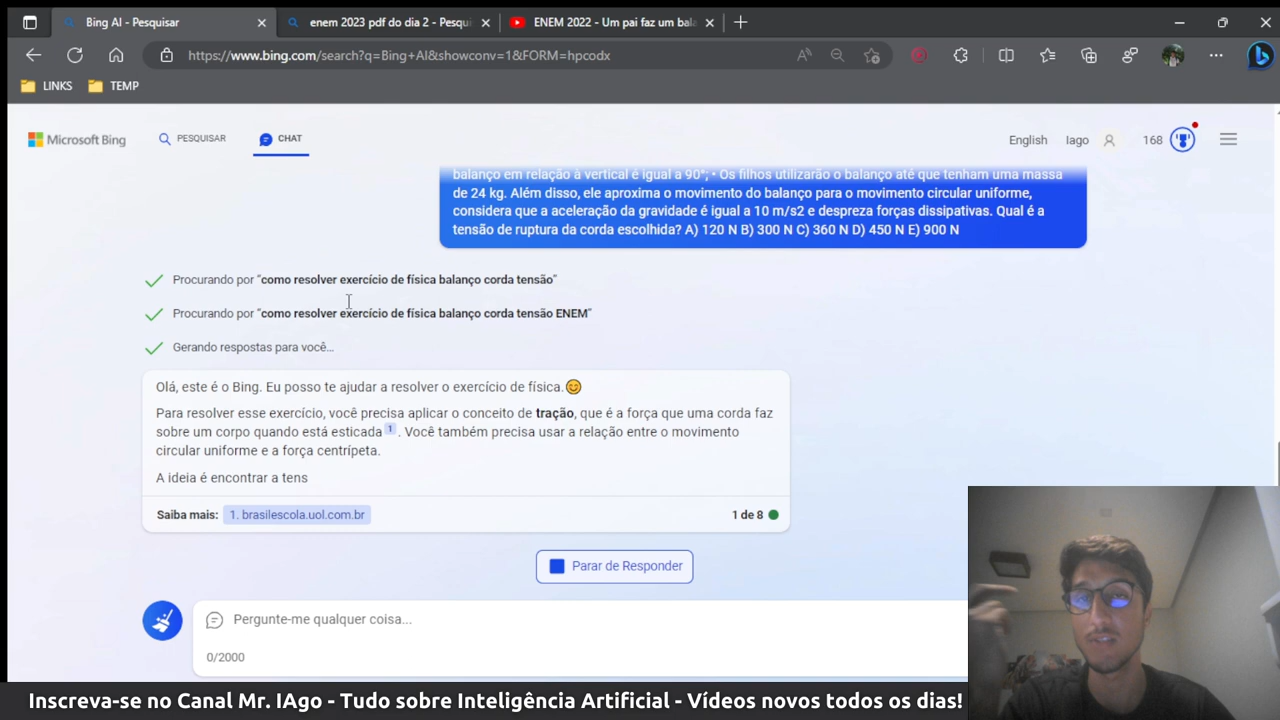 Bing AI - Pesquisar
enem 2023 pdf do dia 2 - Pesqu
ENEM 2022 - Um pai faz um bala
https://www.bing.com/search?q=Bing+AI&showconv=1&FORM=hpcodx
LINKS
TEMP
Microsoft Bing
PESQUISAR
CHAT
English
Iago
168
balanço em relação à vertical é igual a 90°; • Os filhos utilizarão o balanço até que tenham uma massa
de 24 kg. Além disso, ele aproxima o movimento do balanço para o movimento circular uniforme,
considera que a aceleração da gravidade é igual a 10 m/s2 e despreza forças dissipativas. Qual é a
tensão de ruptura da corda escolhida? A) 120 N B) 300 N C) 360 N D) 450 N E) 900 N
Procurando por "como resolver exercício de física balanço corda tensão"
Procurando por "como resolver exercício de física balanço corda tensão ENEM"
Gerando respostas para você...
Olá, este é o Bing. Eu posso te ajudar a resolver o exercício de física.😊
Para resolver esse exercício, você precisa aplicar o conceito de tração, que é a força que uma corda faz
sobre um corpo quando está esticada 1 . Você também precisa usar a relação entre o movimento
circular uniforme e a força centrípeta.
A ideia é encontrar a tens
Saiba mais: 1. brasilescola.uol.com.br
1 de 8
Parar de Responder
Pergunte-me qualquer coisa...
0/2000
Inscreva-se no Canal Mr. IAgo - Tudo sobre Inteligência Artificial - Vídeos novos todos os dias!